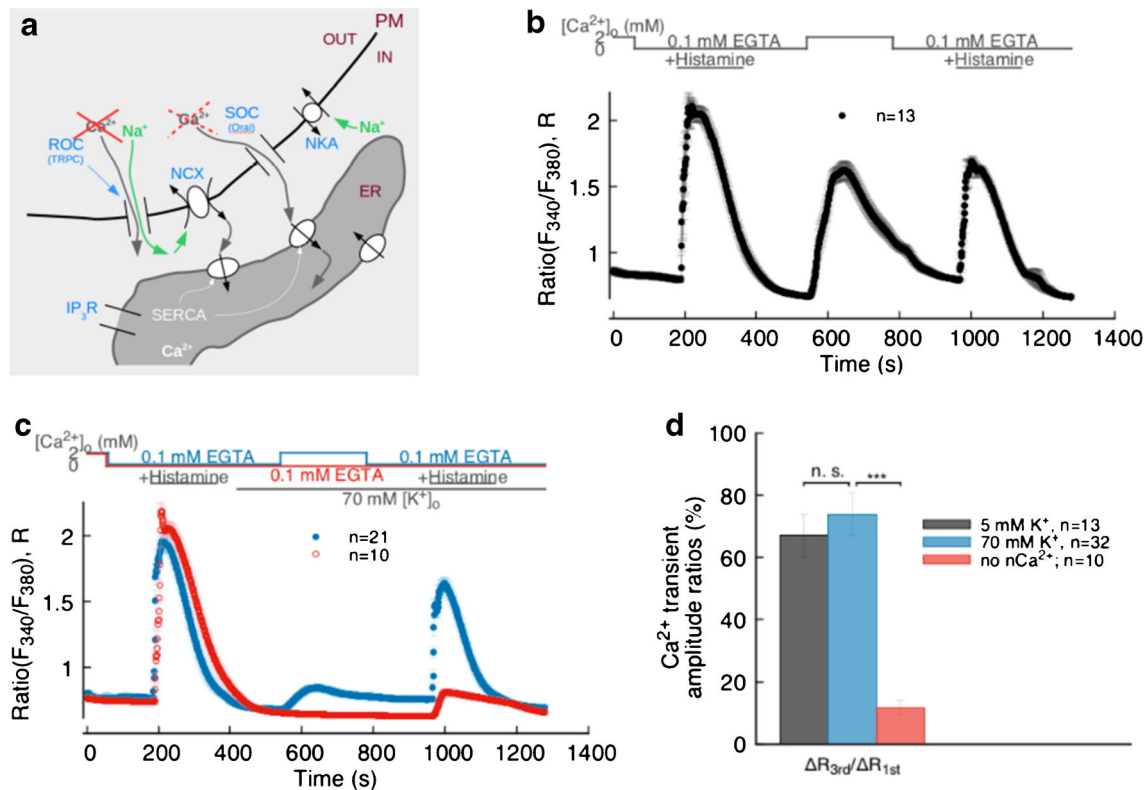 a
PM
OUT
IN
Ca²⁺
Na⁺
Ca²⁺
SOC
(Orai)
ROC
(TRPC)
NKA
Na⁺
NCX
ER
IP₃R
SERCA
Ca²⁺
b
[Ca²⁺]ₒ (mM)
2
0
0.1 mM EGTA
0.1 mM EGTA
+Histamine
+Histamine
Ratio(F₃₄₀/F₃₈₀), R
2
1.5
1
n=13
0 200 400 600 800 1000 1200 1400
Time (s)
c
[Ca²⁺]ₒ (mM)
2
0
0.1 mM EGTA
0.1 mM EGTA
+Histamine
0.1 mM EGTA
+Histamine
70 mM [K⁺]ₒ
Ratio(F₃₄₀/F₃₈₀), R
2
1.5
1
n=21
n=10
0 200 400 600 800 1000 1200 1400
Time (s)
d
Ca²⁺ transient
amplitude ratios (%)
100
80
60
40
20
0
n. s.
***
5 mM K⁺, n=13
70 mM K⁺, n=32
no nCa²⁺; n=10
ΔR₃rd/ΔR₁st